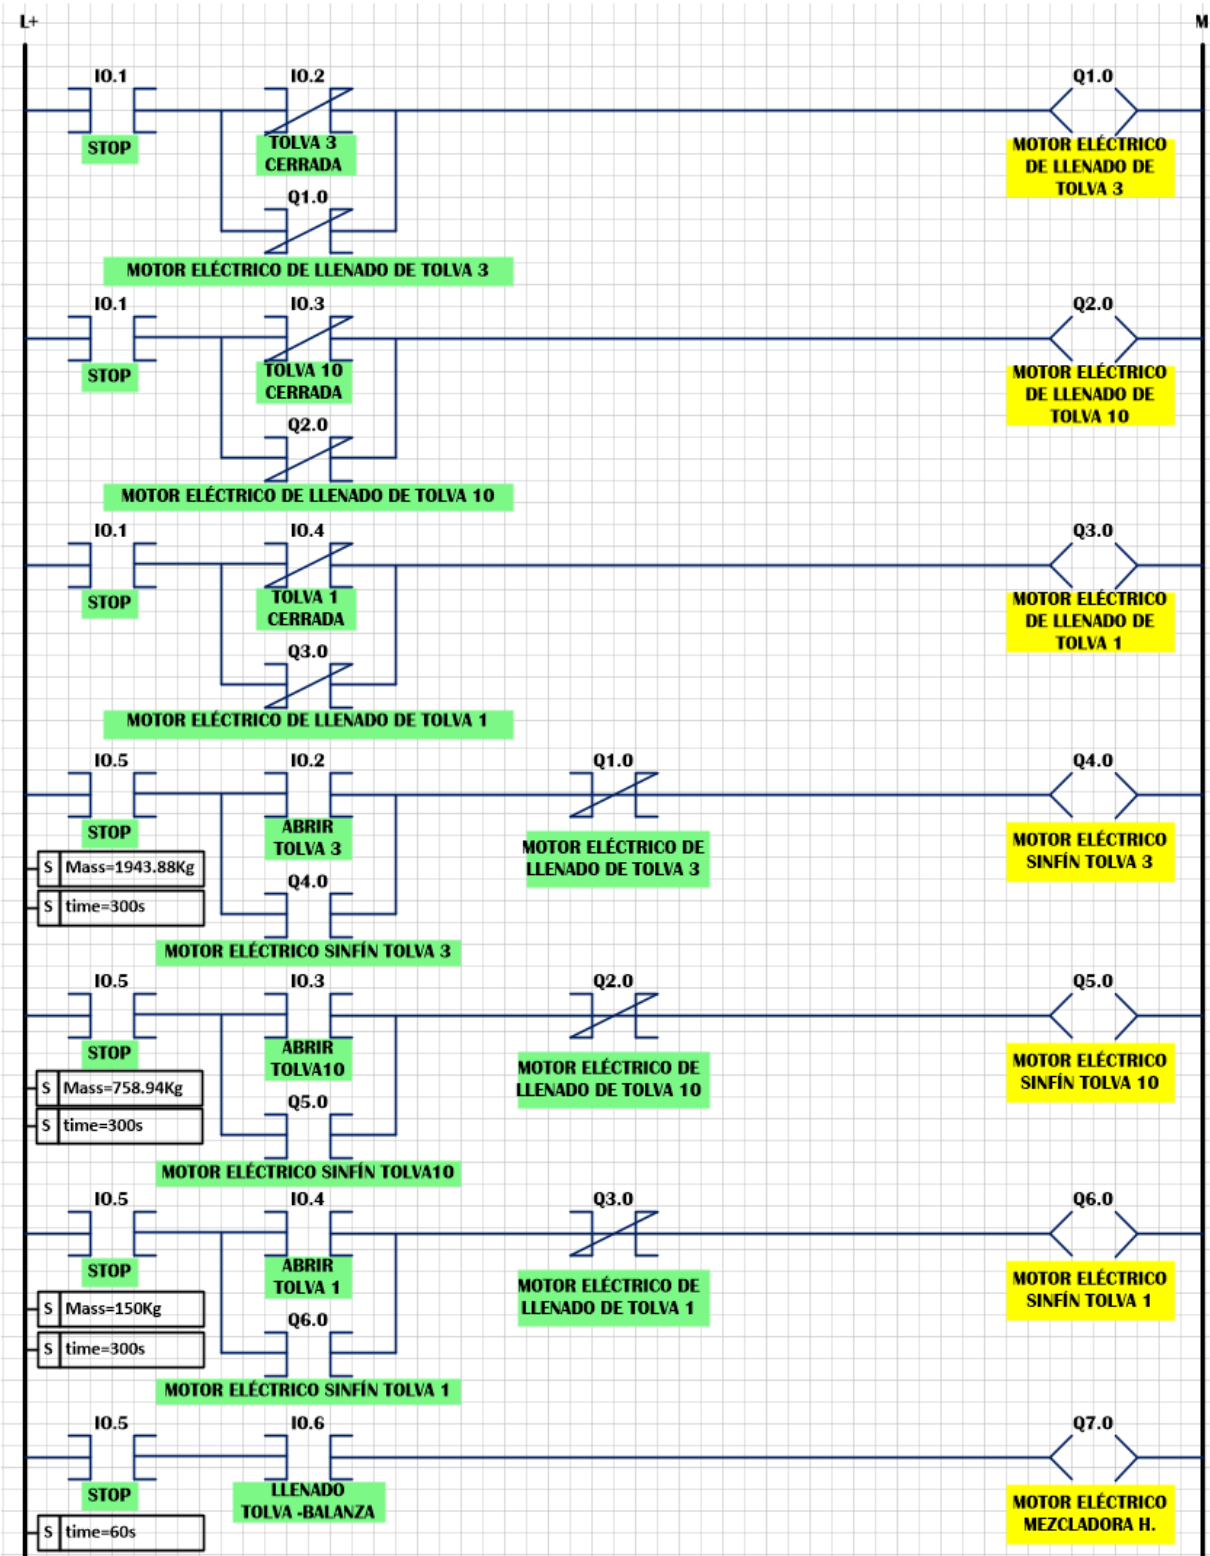 L+
M
I0.1
I0.2
Q1.0
STOP
TOLVA 3
CERRADA
MOTOR ELÉCTRICO
DE LLENADO DE
TOLVA 3
Q1.0
MOTOR ELÉCTRICO DE LLENADO DE TOLVA 3
I0.1
I0.3
Q2.0
STOP
TOLVA 10
CERRADA
MOTOR ELÉCTRICO
DE LLENADO DE
TOLVA 10
Q2.0
MOTOR ELÉCTRICO DE LLENADO DE TOLVA 10
I0.1
I0.4
Q3.0
STOP
TOLVA 1
CERRADA
MOTOR ELÉCTRICO
DE LLENADO DE
TOLVA 1
Q3.0
MOTOR ELÉCTRICO DE LLENADO DE TOLVA 1
I0.5
I0.2
Q1.0
Q4.0
STOP
ABRIR
TOLVA 3
MOTOR ELÉCTRICO DE
LLENADO DE TOLVA 3
MOTOR ELÉCTRICO
SINFÍN TOLVA 3
S Mass=1943.88Kg
Q4.0
S time=300s
MOTOR ELÉCTRICO SINFÍN TOLVA 3
I0.5
I0.3
Q2.0
Q5.0
STOP
ABRIR
TOLVA10
MOTOR ELÉCTRICO DE
LLENADO DE TOLVA 10
MOTOR ELÉCTRICO
SINFÍN TOLVA 10
S Mass=758.94Kg
Q5.0
S time=300s
MOTOR ELÉCTRICO SINFÍN TOLVA10
I0.5
I0.4
Q3.0
Q6.0
STOP
ABRIR
TOLVA 1
MOTOR ELÉCTRICO DE
LLENADO DE TOLVA 1
MOTOR ELÉCTRICO
SINFÍN TOLVA 1
S Mass=150Kg
Q6.0
S time=300s
MOTOR ELÉCTRICO SINFÍN TOLVA 1
I0.5
I0.6
Q7.0
STOP
LLENADO
TOLVA -BALANZA
MOTOR ELÉCTRICO
MEZCLADORA H.
S time=60s